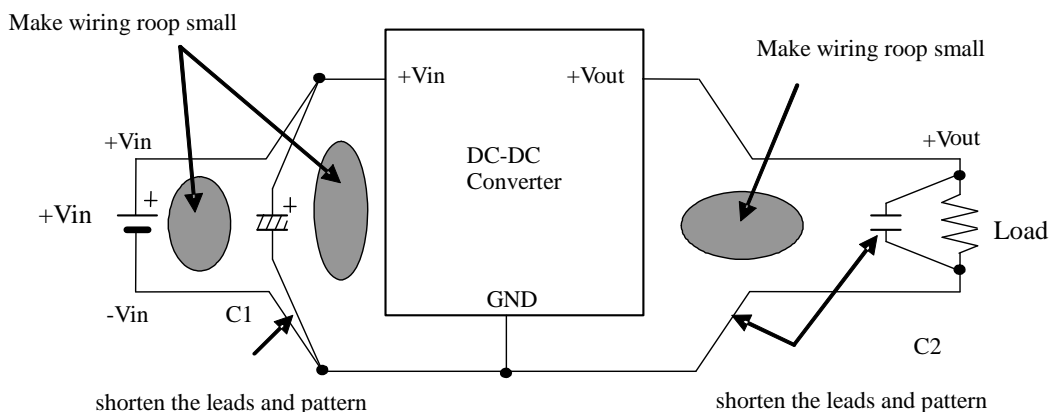 Make wiring roop small
+Vin
+Vout
Make wiring roop small
+Vin
DC-DC
Converter
+Vout
+
+
+Vin
Load
GND
-Vin
C1
C2
shorten the leads and pattern
shorten the leads and pattern